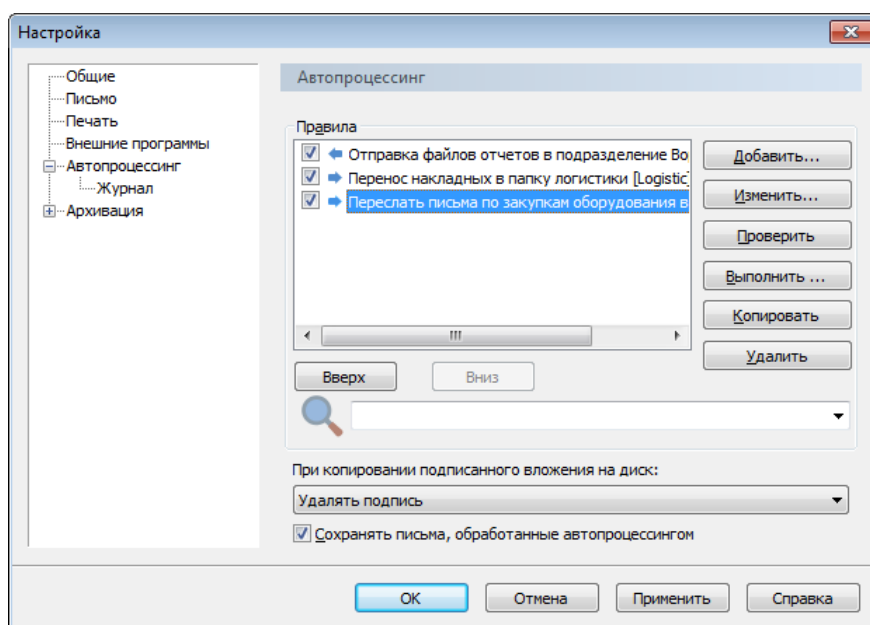 Настройка
Общие
Письмо
Печать
Внешние программы
Автопроцессинг
Журнал
Архивация
Автопроцессинг
Правила
Отправка файлов отчетов в подразделение
Перенос накладных в папку логистики [Logistic]
Переслать письма по закупкам оборудования в
Добавить...
Изменить...
Проверить
Выполнить ...
Копировать
Удалить
Вверх
Вниз
При копировании подписанного вложения на диск:
Удалять подпись
Сохранять письма, обработанные автопроцессингом
ОК
Отмена
Применить
Справка